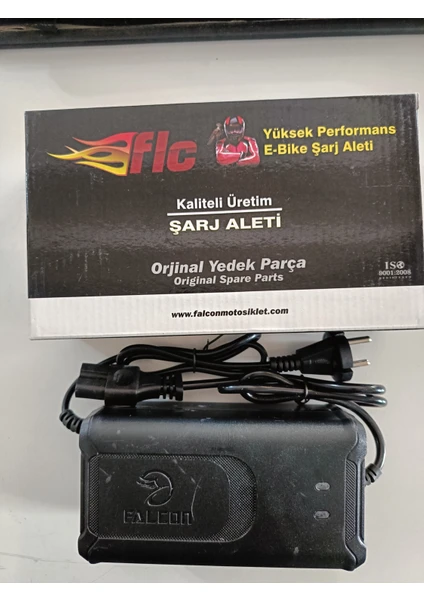 flc
Yüksek Performans
E-Bike Şarj Aleti
Kaliteli Üretim
ŞARJ ALETİ
Orjinal Yedek Parça
Original Spare Parts
ISO
9001:2008
www.falconmotosiklet.com
FALCON